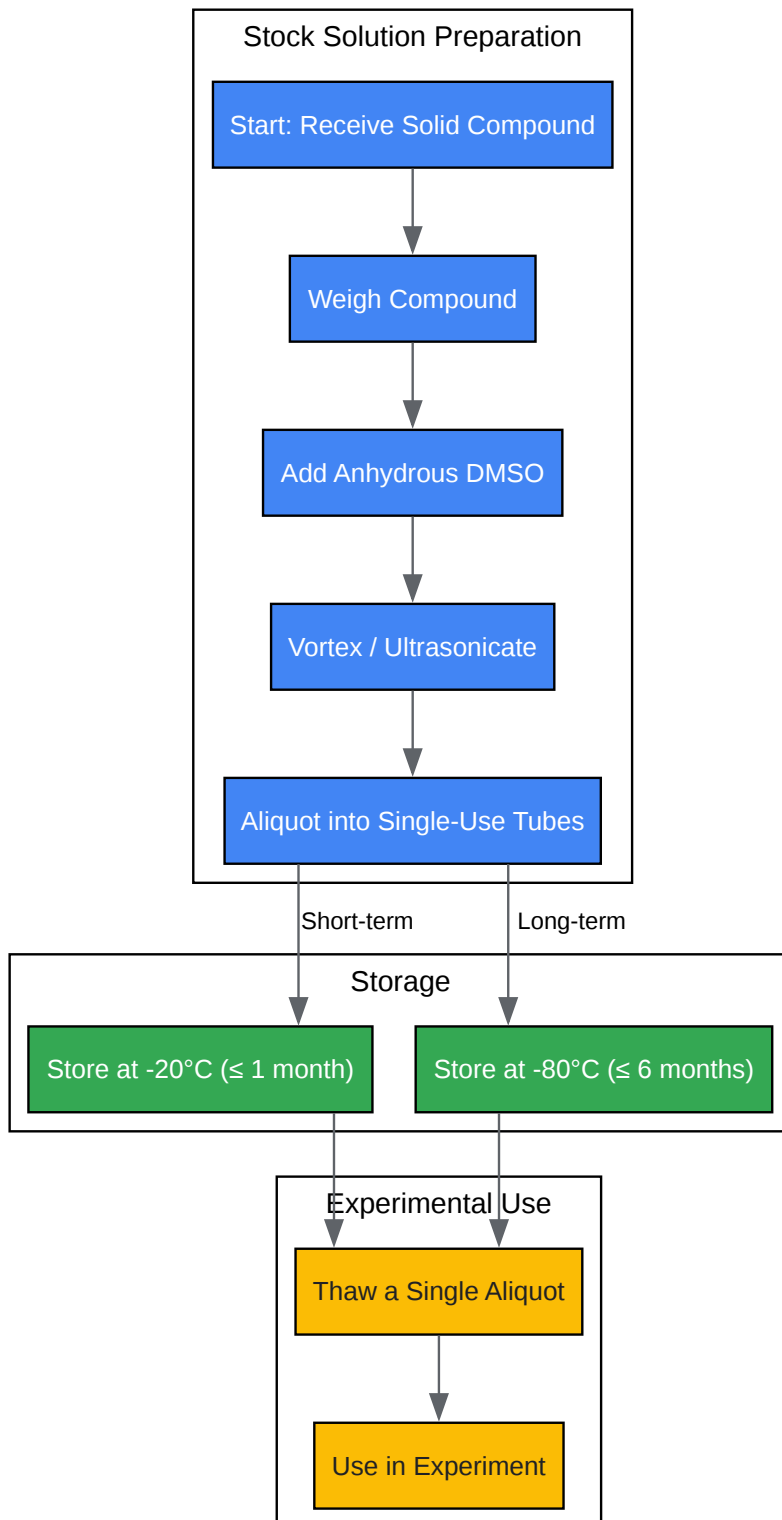 Stock Solution Preparation
Start: Receive Solid Compound
Weigh Compound
Add Anhydrous DMSO
Vortex / Ultrasonicate
Aliquot into Single-Use Tubes
Short-term
Long-term
Storage
Store at -20°C (≤ 1 month)
Store at -80°C (≤ 6 months)
Experimental Use
Thaw a Single Aliquot
Use in Experiment